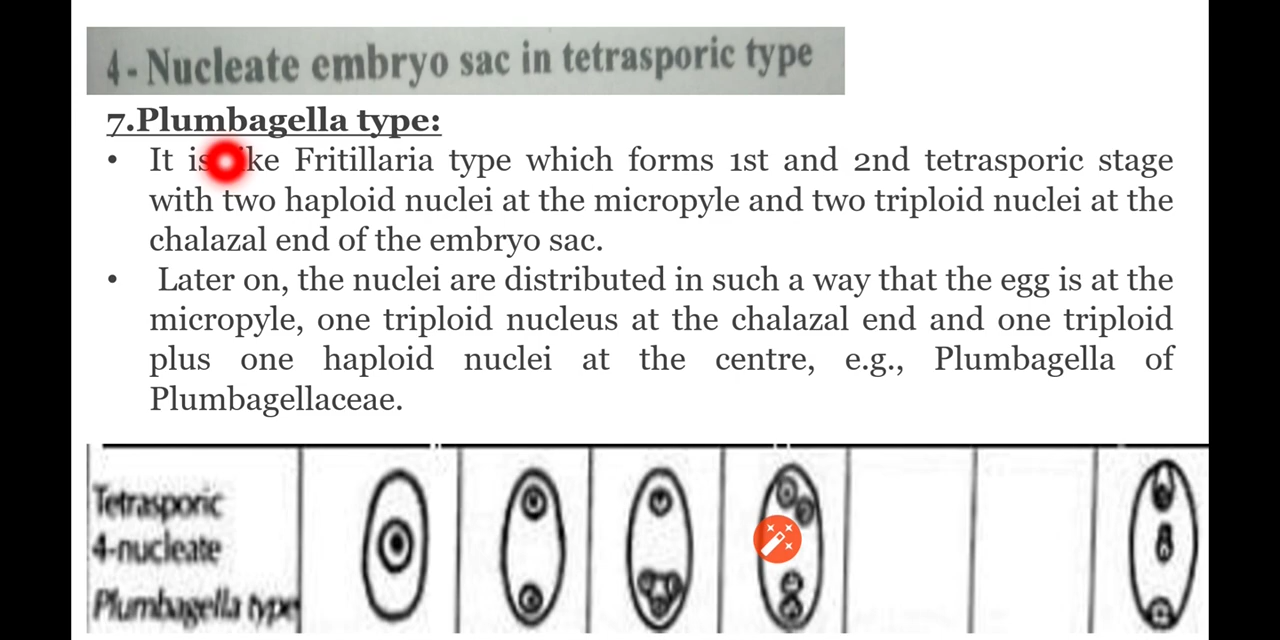 4- Nucleate embryo sac in tetrasporic type
7.Plumbagella type:
• It is ike Fritillaria type which forms 1st and 2nd tetrasporic stage
with two haploid nuclei at the micropyle and two triploid nuclei at the
chalazal end of the embryo sac.
• Later on, the nuclei are distributed in such a way that the egg is at the
micropyle, one triploid nucleus at the chalazal end and one triploid
plus one haploid nuclei at the centre, e.g., Plumbagella of
Plumbagellaceae.
Tetrasporic
4-nucleate
Plumbagella type